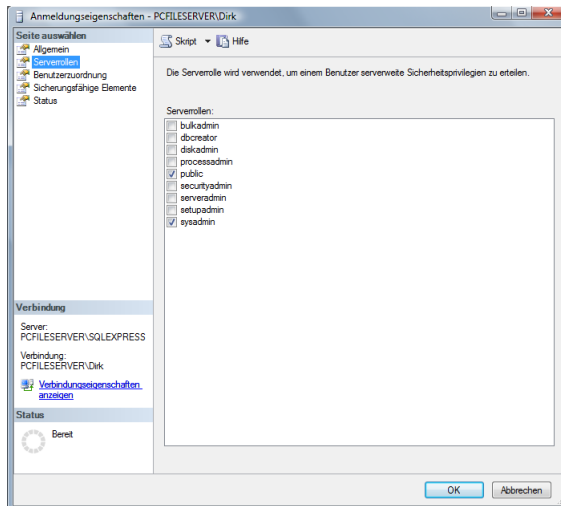 Anmeldungseigenschaften - PCFILESERVER\Dirk
Seite auswählen
Allgemein
Serverrollen
Benutzerzuordnung
Sicherungsfähige Elemente
Status
Skript
Hilfe
Die Serverrolle wird verwendet, um einem Benutzer serverweite Sicherheitsprivilegien zu erteilen.
Serverrollen:
bulkadmin
dbcreator
diskadmin
processadmin
public
securityadmin
serveradmin
setupadmin
sysadmin
Verbindung
Server:
PCFILESERVER\SQLEXPRESS
Verbindung:
PCFILESERVER\Dirk
Verbindungseigenschaften
anzeigen
Status
Bereit
OK
Abbrechen